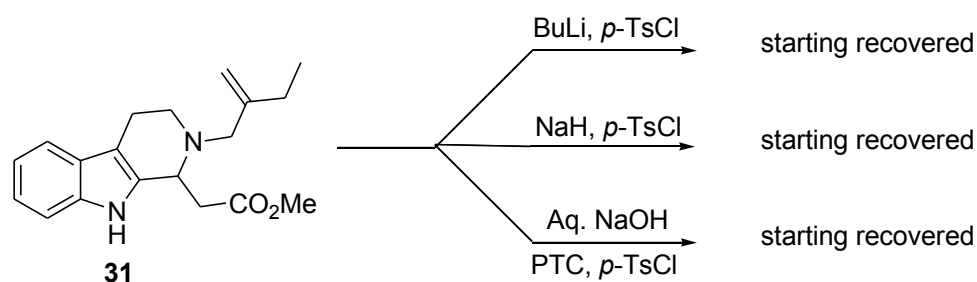 BuLi, p-TsCl
starting recovered
N
NaH, p-TsCl
starting recovered
CO2Me
N
H
Aq. NaOH
starting recovered
31
PTC, p-TsCl